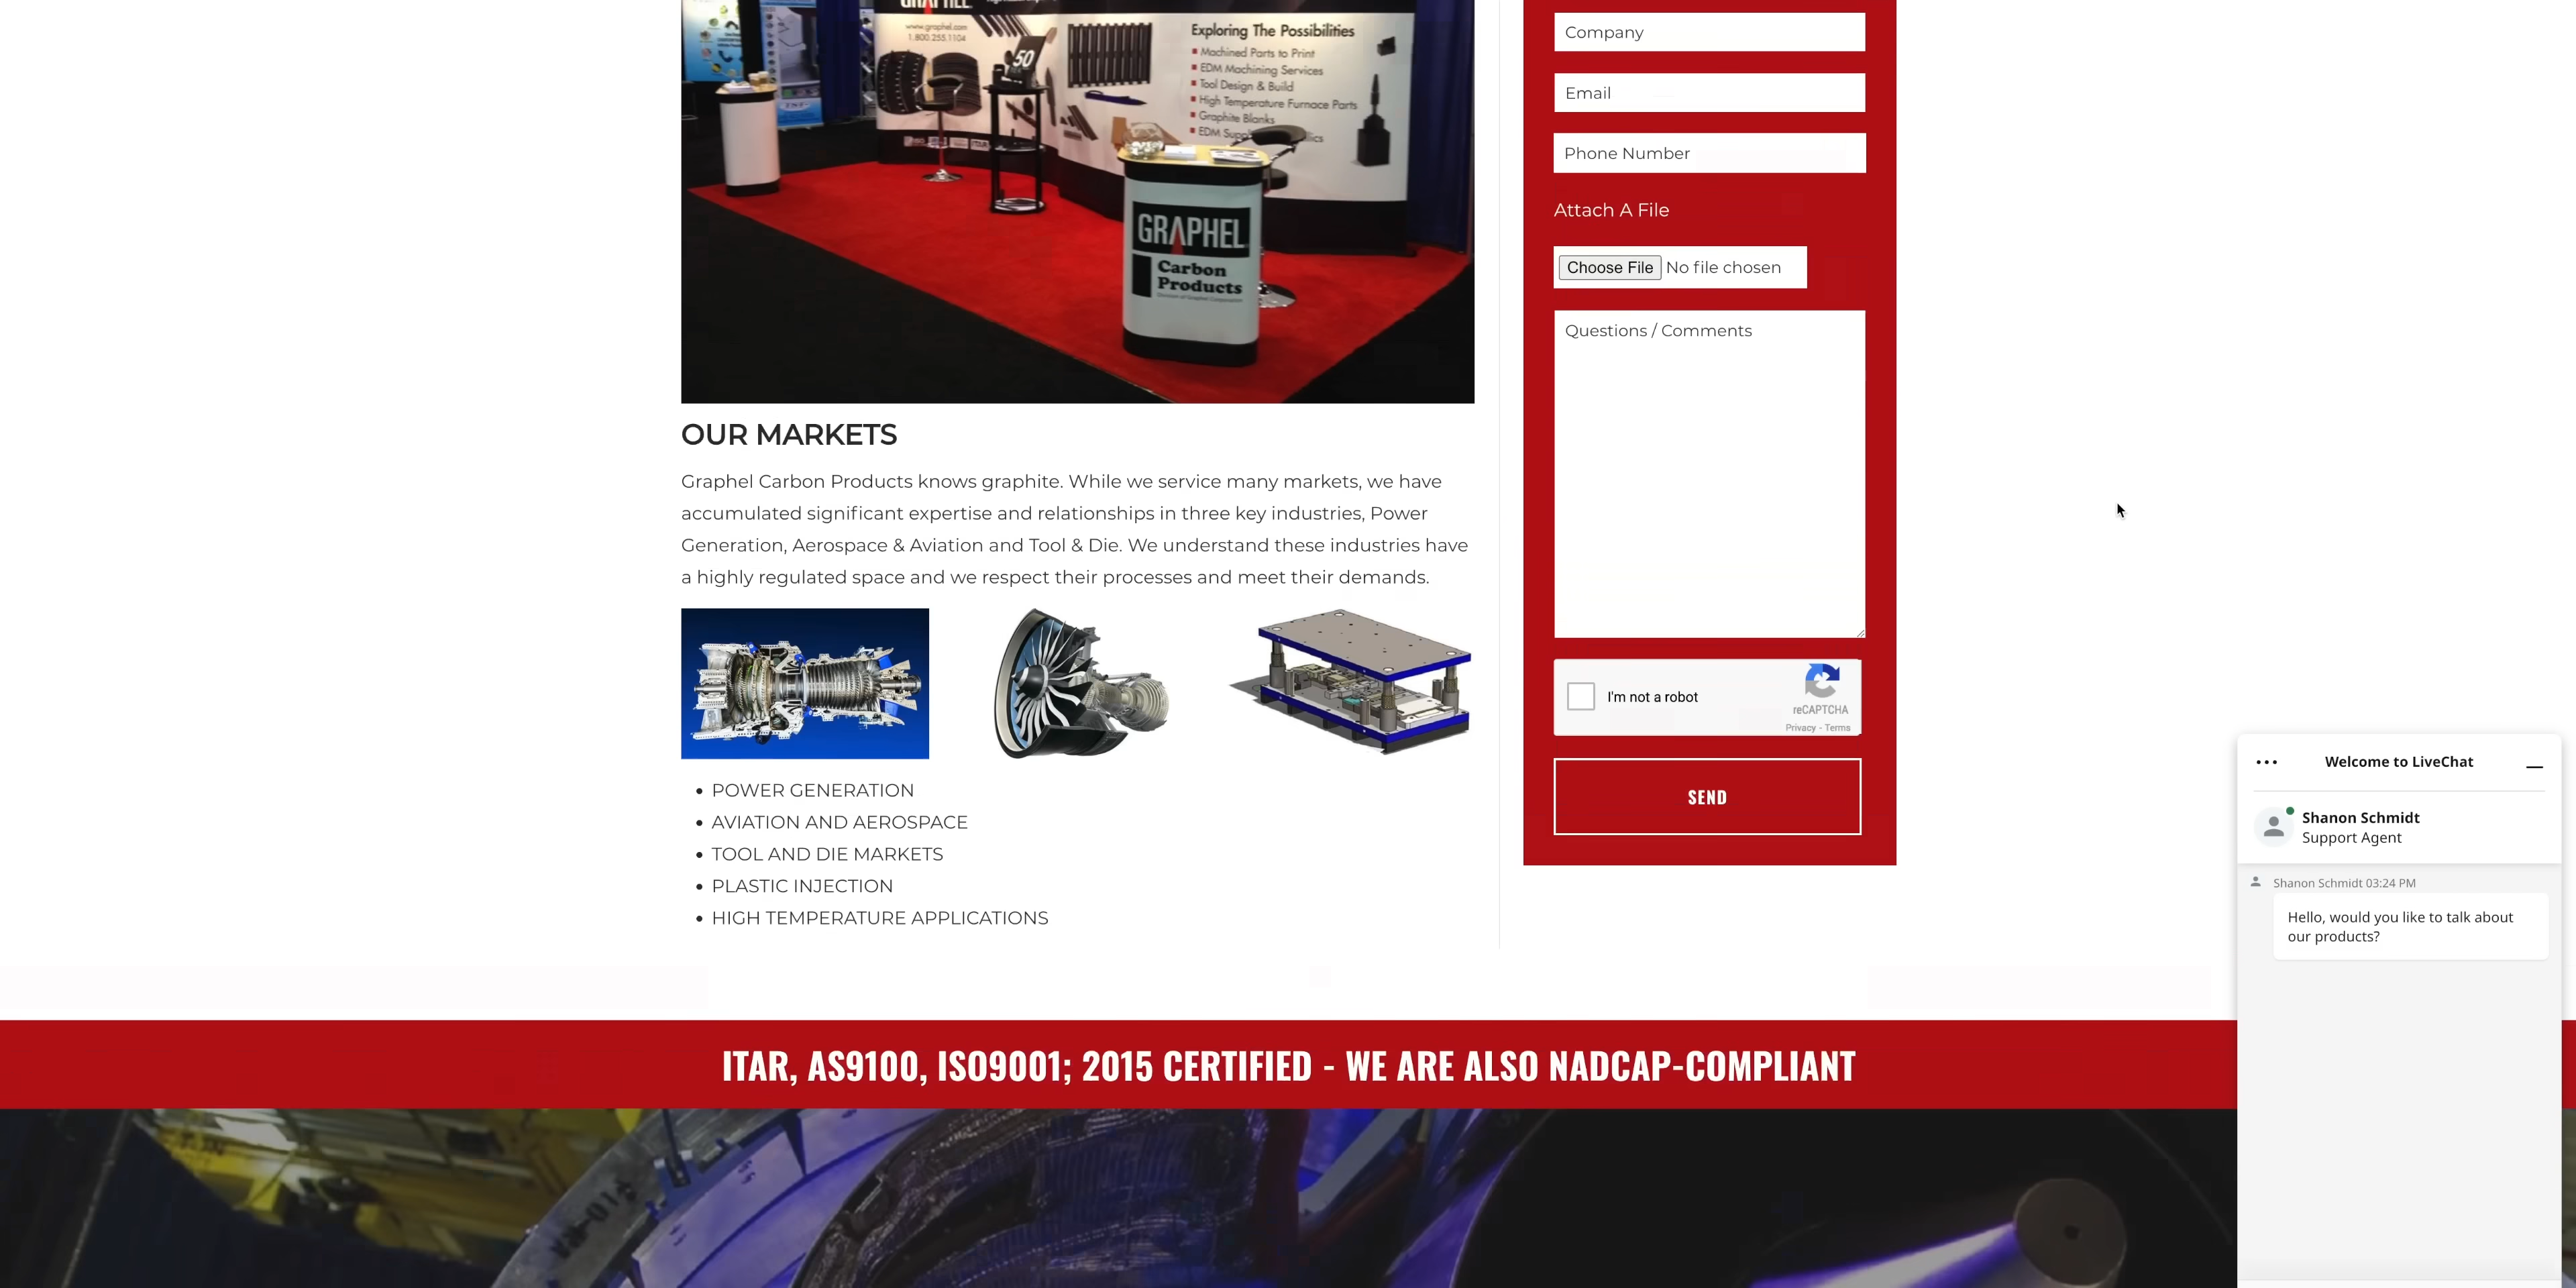 www.graphel.com
1.800.255.1104
50
Exploring The Possibilities
Machined Parts to Print
EDM Machining Services
Tool Design & Build
High Temperature Furnace Parts
Graphite Blanks
EDM
GRAPHEL
Carbon
Products
OUR MARKETS
Graphel Carbon Products knows graphite. While we service many markets, we have
accumulated significant expertise and relationships in three key industries, Power
Generation, Aerospace & Aviation and Tool & Die. We understand these industries have
a highly regulated space and we respect their processes and meet their demands.
• POWER GENERATION
• AVIATION AND AEROSPACE
• TOOL AND DIE MARKETS
• PLASTIC INJECTION
• HIGH TEMPERATURE APPLICATIONS
Company
Email
Phone Number
Attach A File
Choose File No file chosen
Questions / Comments
I'm not a robot
reCAPTCHA
Privacy - Terms
SEND
ITAR, AS9100, ISO9001; 2015 CERTIFIED - WE ARE ALSO NADCAP-COMPLIANT
Welcome to LiveChat
Shanon Schmidt
Support Agent
Shanon Schmidt 03:24 PM
Hello, would you like to talk about
our products?